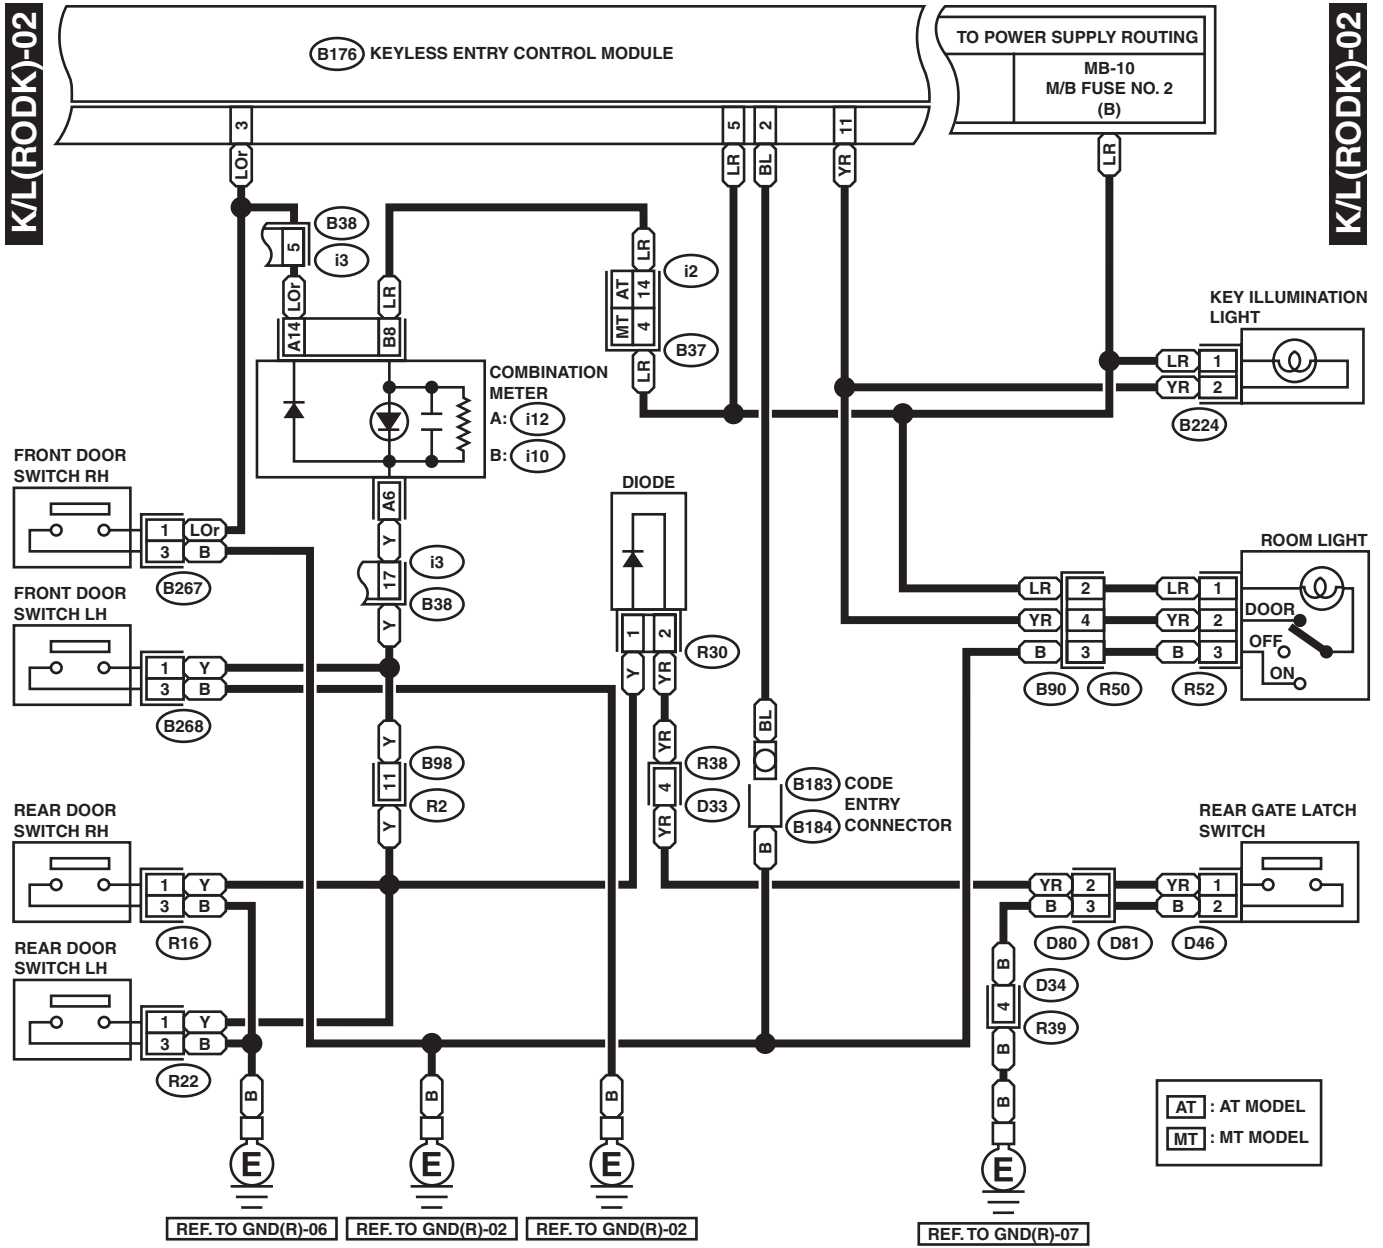 K/L(RODK)-02
K/L(RODK)-02
B176 KEYLESS ENTRY CONTROL MODULE
TO POWER SUPPLY ROUTING
MB-10
M/B FUSE NO. 2
(B)
3
5
2
11
LOr
LR
BL
YR
LR
B38
i3
5
LOr
LR
LR
i2
AT 14
MT 4
B37
LR
A14
B8
KEY ILLUMINATION
LIGHT
LR 1
YR 2
B224
COMBINATION
METER
A: i12
B: i10
A6
Y
i3
17
B38
Y
FRONT DOOR
SWITCH RH
1 LOr
3 B
B267
FRONT DOOR
SWITCH LH
1 Y
3 B
B268
DIODE
1
2
R30
Y
YR
ROOM LIGHT
LR 2 LR 1
YR 4 YR 2
B 3 B 3
DOOR
OFF
ON
B90
R50
R52
Y
B98
11
R2
Y
YR
R38
4
D33
YR
BL
B183 CODE
ENTRY
B184 CONNECTOR
B
REAR DOOR
SWITCH RH
1 Y
3 B
R16
REAR DOOR
SWITCH LH
1 Y
3 B
R22
REAR GATE LATCH
SWITCH
YR 2 YR 1
B 3 B 2
D80
D81
D46
B
D34
4
R39
B
B
B
B
B
AT : AT MODEL
MT : MT MODEL
E
E
E
E
REF. TO GND(R)-06
REF. TO GND(R)-02
REF. TO GND(R)-02
REF. TO GND(R)-07